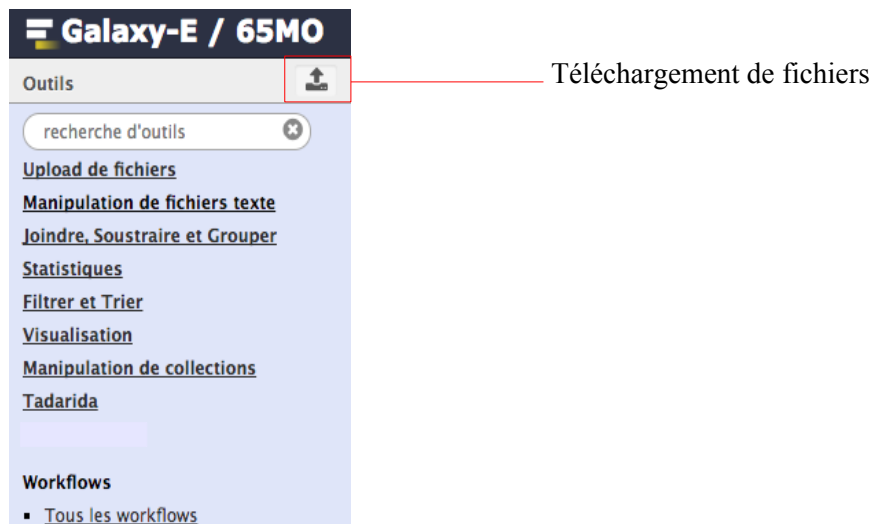 Galaxy-E / 65MO
Outils
Téléchargement de fichiers
recherche d'outils
Upload de fichiers
Manipulation de fichiers texte
Joindre, Soustraire et Grouper
Statistiques
Filtrer et Trier
Visualisation
Manipulation de collections
Tadarida
Workflows
Tous les workflows